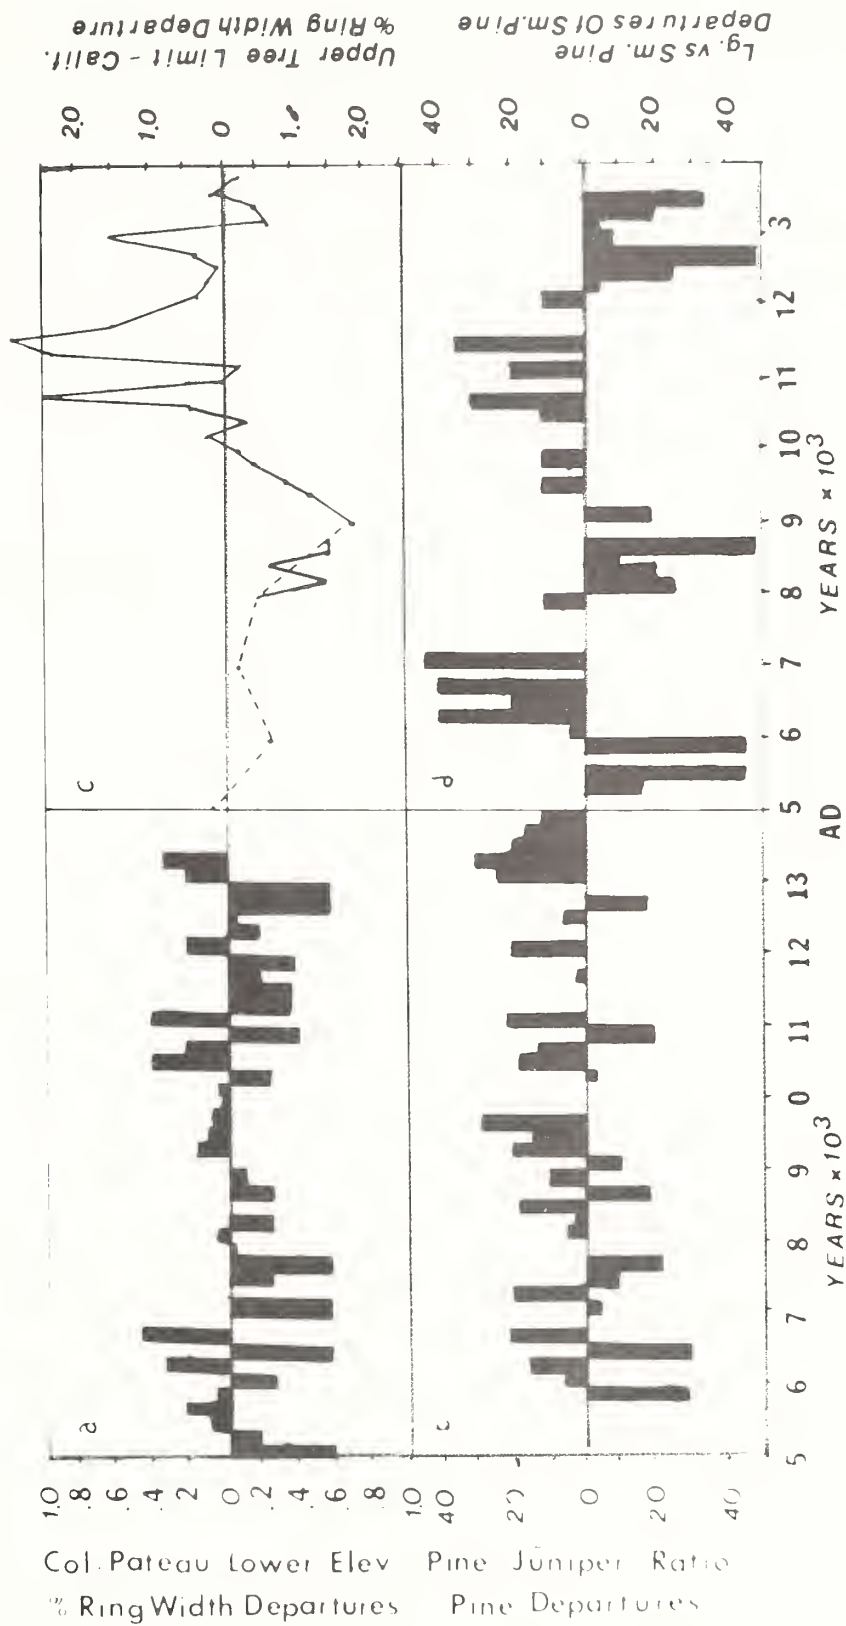 Upper Tree Limit - Calif.
% Ring Width Departure
Lg. vs Sm. Pine
Departures Of Sm. Pine
2.0
1.0
0
2.0
40
20
0
20
40
c
d
5 6 7 8 9 10 11 12 3
YEARS × 10³
AD
a
5 6 7 8 9 0 11 12 13
YEARS × 10³
1.0
.8
.6
.4
.2
0
.2
.4
.6
.8
1.0
40
20
0
20
40
Col. Pateau Lower Elev
% Ring Width Departures
Pine Juniper Ratio
Pine Departures